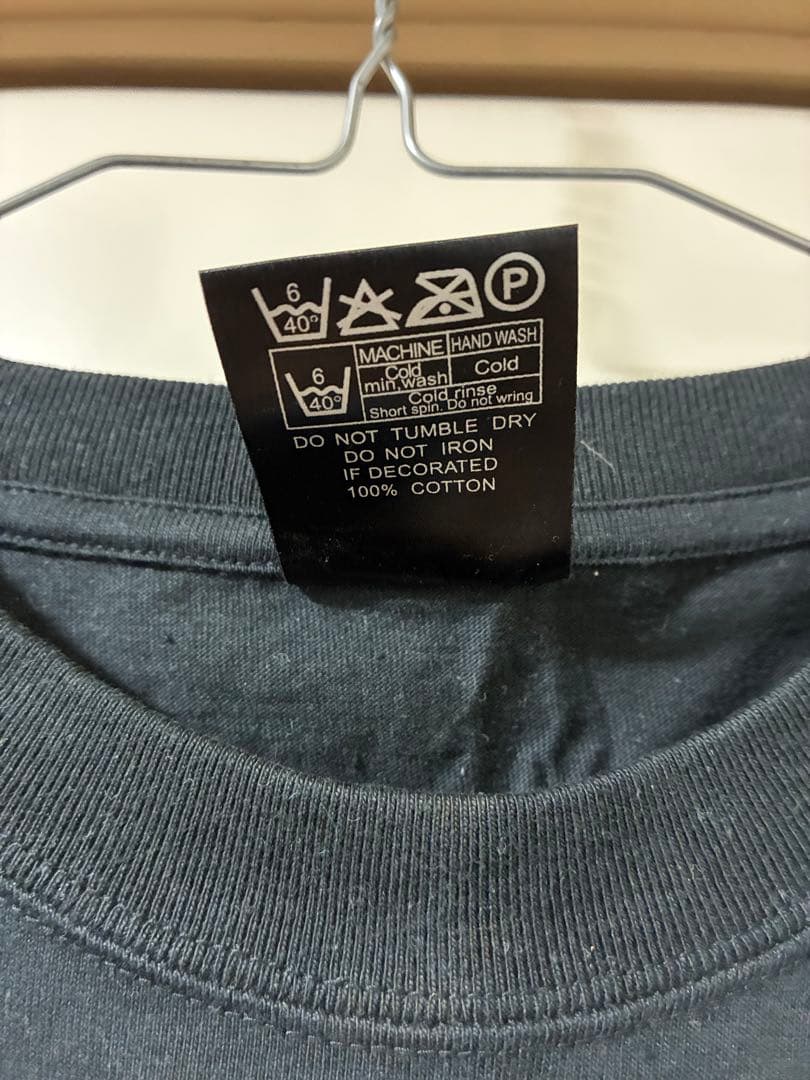 6
40°
P
MACHINE HAND WASH
6
40°
Cold
min.wash
Cold
Cold rinse
Short spin. Do not wring
DO NOT TUMBLE DRY
DO NOT IRON
IF DECORATED
100% COTTON